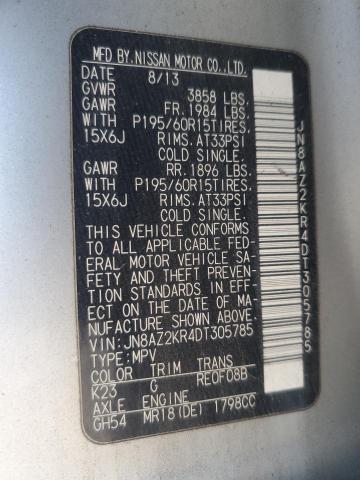 MFD BY.NISSAN MOTOR CO.,LTD.
DATE 8/13
GVWR 3858 LBS.
GAWR FR.1984 LBS.
WITH P195/60R15TIRES,
15X6J RIMS.AT33PSI
COLD SINGLE.
GAWR RR.1896 LBS.
WITH P195/60R15TIRES,
15X6J RIMS.AT33PSI
COLD SINGLE.
THIS VEHICLE CONFORMS
TO ALL APPLICABLE FED-
ERAL MOTOR VEHICLE SA-
FETY AND THEFT PREVEN-
TION STANDARDS IN EFF-
ECT ON THE DATE OF MA-
NUFACTURE SHOWN ABOVE.
VIN:JN8AZ2KR4DT305785
TYPE:MPV
COLOR TRIM TRANS
K23 G RE0F08B
AXLE ENGINE
GH54 MR18(DE) 1798CC
JN8AZ2KR4DT305785